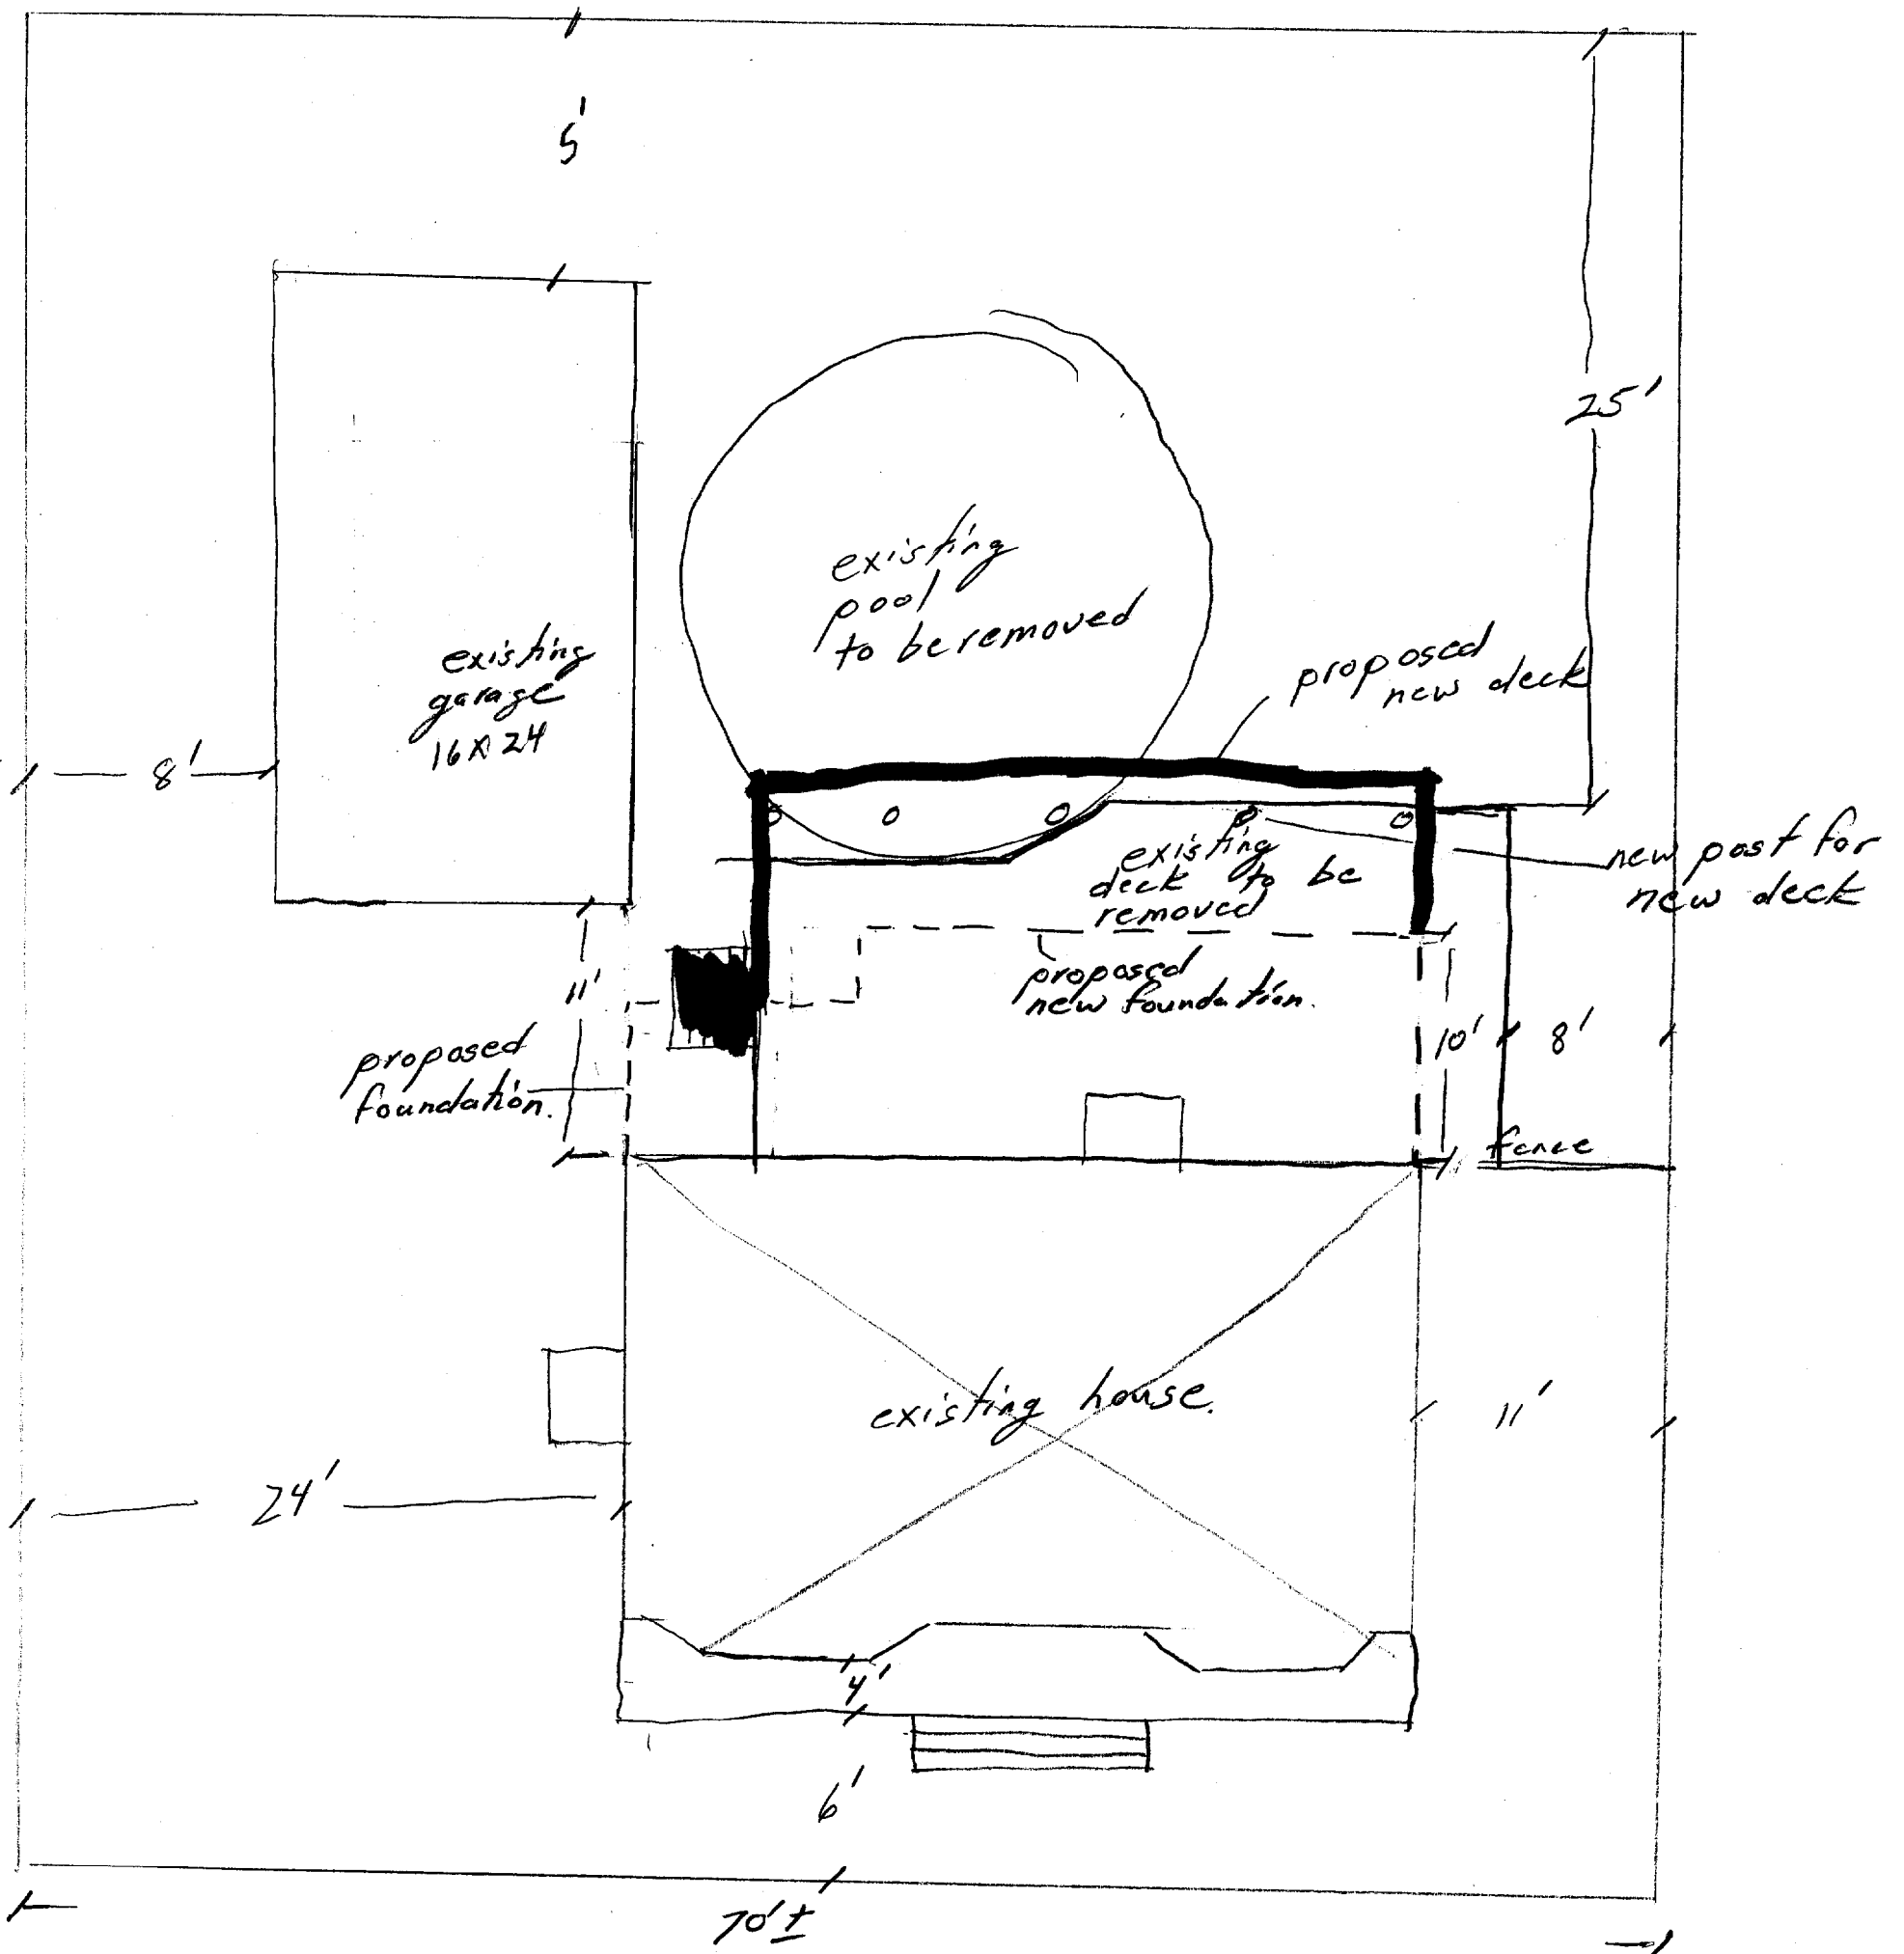 5'
25'
existing
pool
to be removed
existing
garage
16 x 24
proposed
new deck
8'
existing
deck to be
removed
new post for
new deck
11'
proposed
new foundation.
proposed
foundation.
10'
8'
fence
existing house.
11'
24'
4'
6'
70' ±